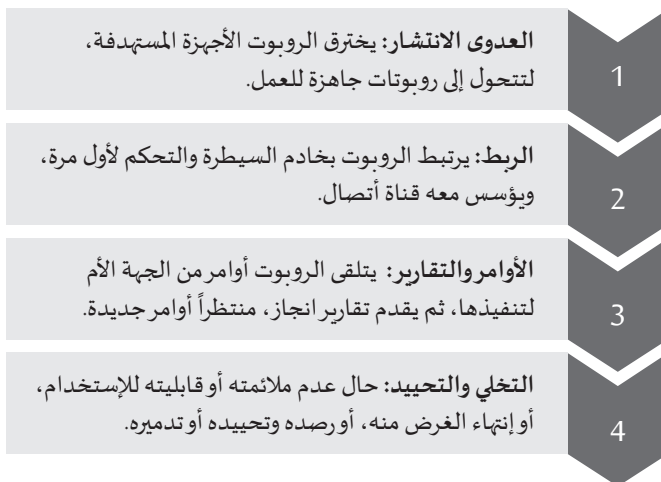 العدوى الانتشار: يخترق الروبوت الأجهزة المستهدفة،
لتتحول إلى روبوتات جاهزة للعمل.
1
الربط: يرتبط الروبوت بخادم السيطرة والتحكم لأول مرة،
ويؤسس معه قناة أتصال.
2
الأوامر والتقارير: يتلقى الروبوت أوامر من الجهة الأم
لتنفيذها، ثم يقدم تقارير انجاز، منتظراً أوامر جديدة.
3
التخلي والتحييد: حال عدم ملائمته أو قابليته للإستخدام،
أو إنتهاء الغرض منه، أو رصده وتحييده أو تدميره.
4